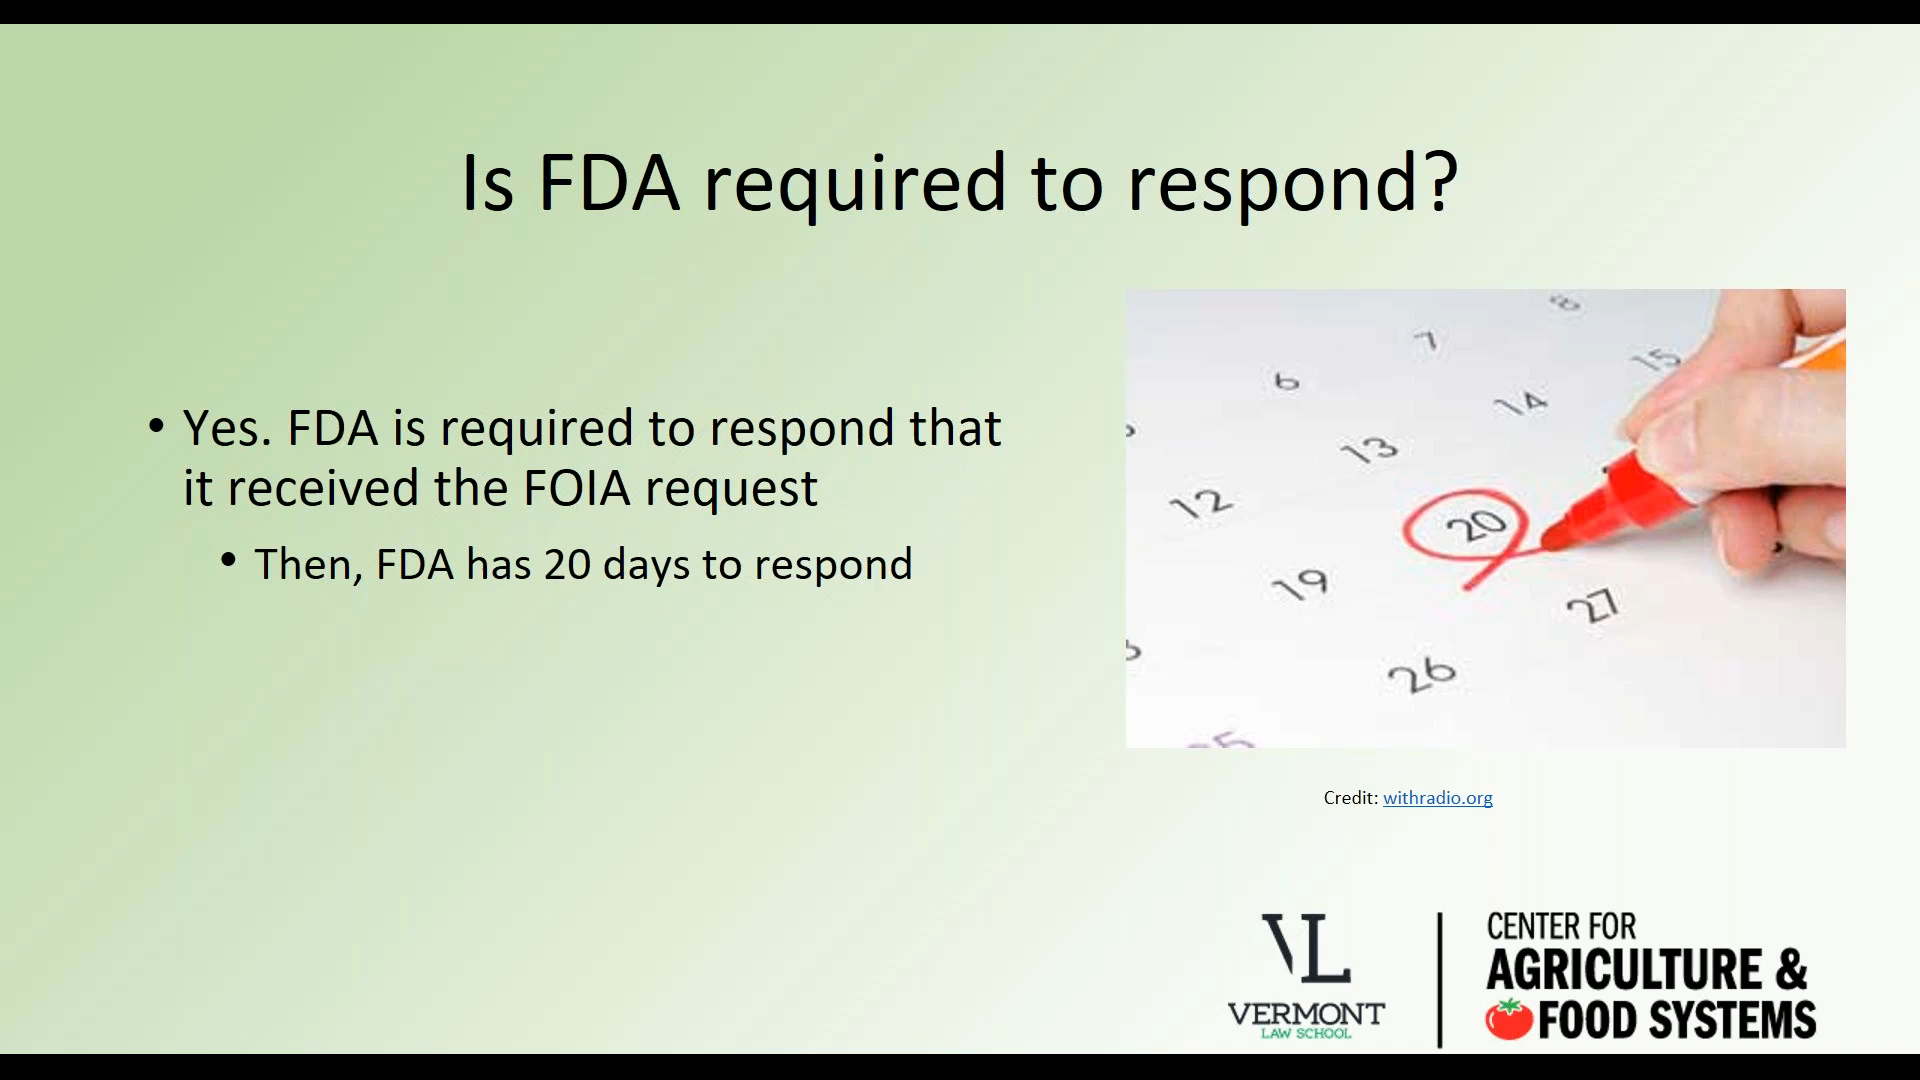 Is FDA required to respond?
• Yes. FDA is required to respond that
it received the FOIA request
• Then, FDA has 20 days to respond
8
7
15
6
14
13
12
20
19
27
26
Credit: withradio.org
VL
VERMONT
LAW SCHOOL
CENTER FOR
AGRICULTURE &
FOOD SYSTEMS